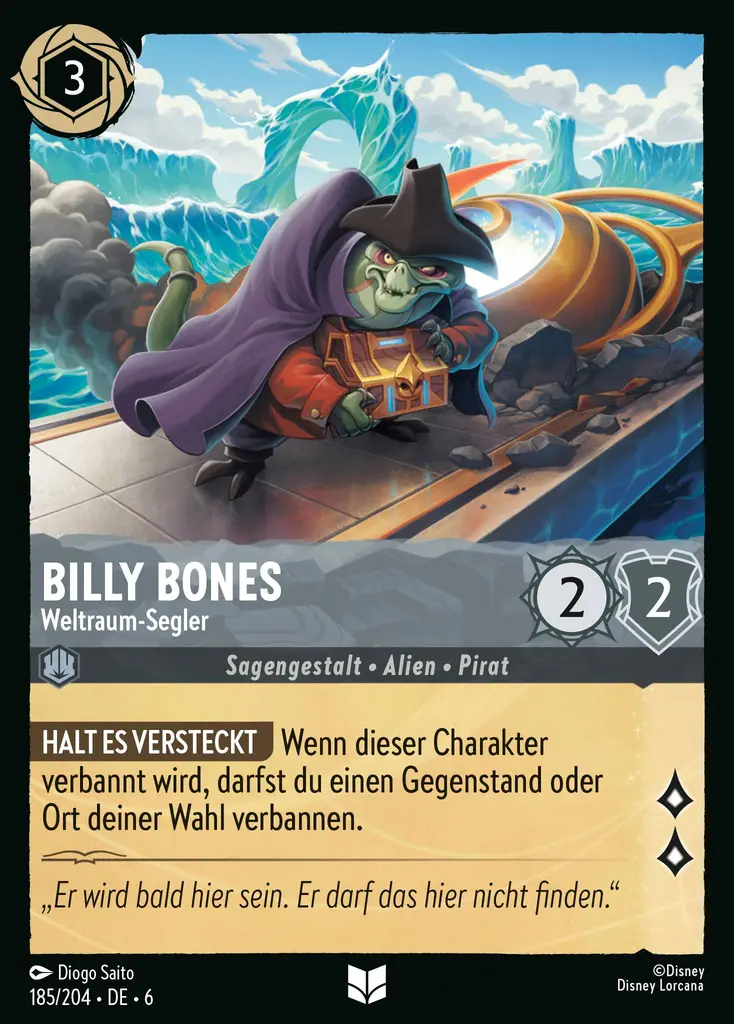 3
BILLY BONES
Weltraum-Segler
2
2
Sagengestalt • Alien • Pirat
HALT ES VERSTECKT Wenn dieser Charakter
verbannt wird, darfst du einen Gegenstand oder
Ort deiner Wahl verbannen.
„Er wird bald hier sein. Er darf das hier nicht finden.“
Diogo Saito
185/204 • DE • 6
©Disney
Disney Lorcana